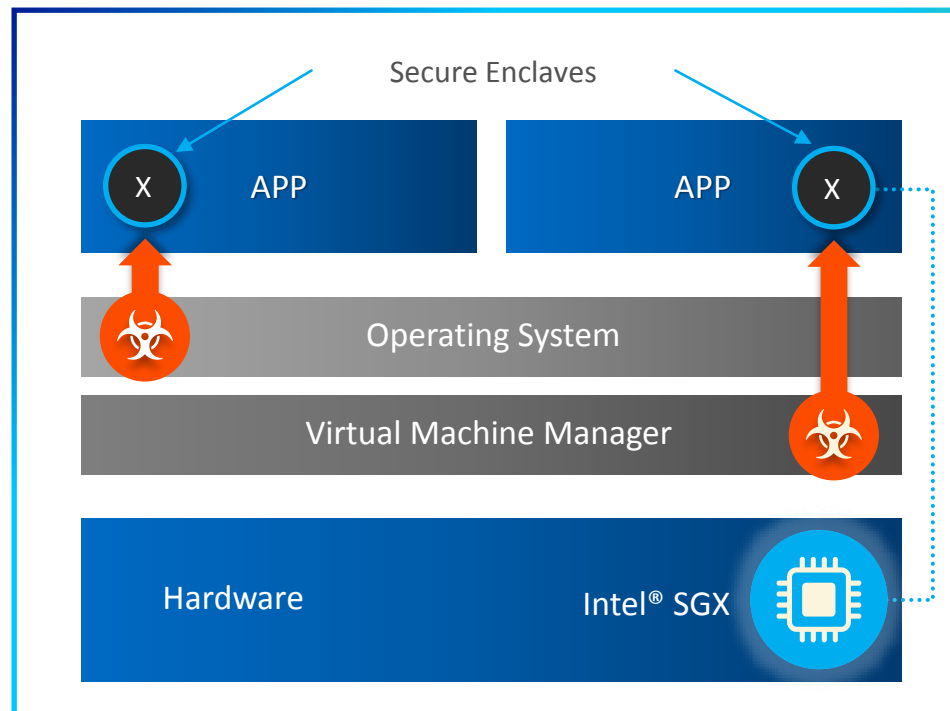 Secure Enclaves
X APP
APP X
Operating System
Virtual Machine Manager
Hardware
Intel® SGX